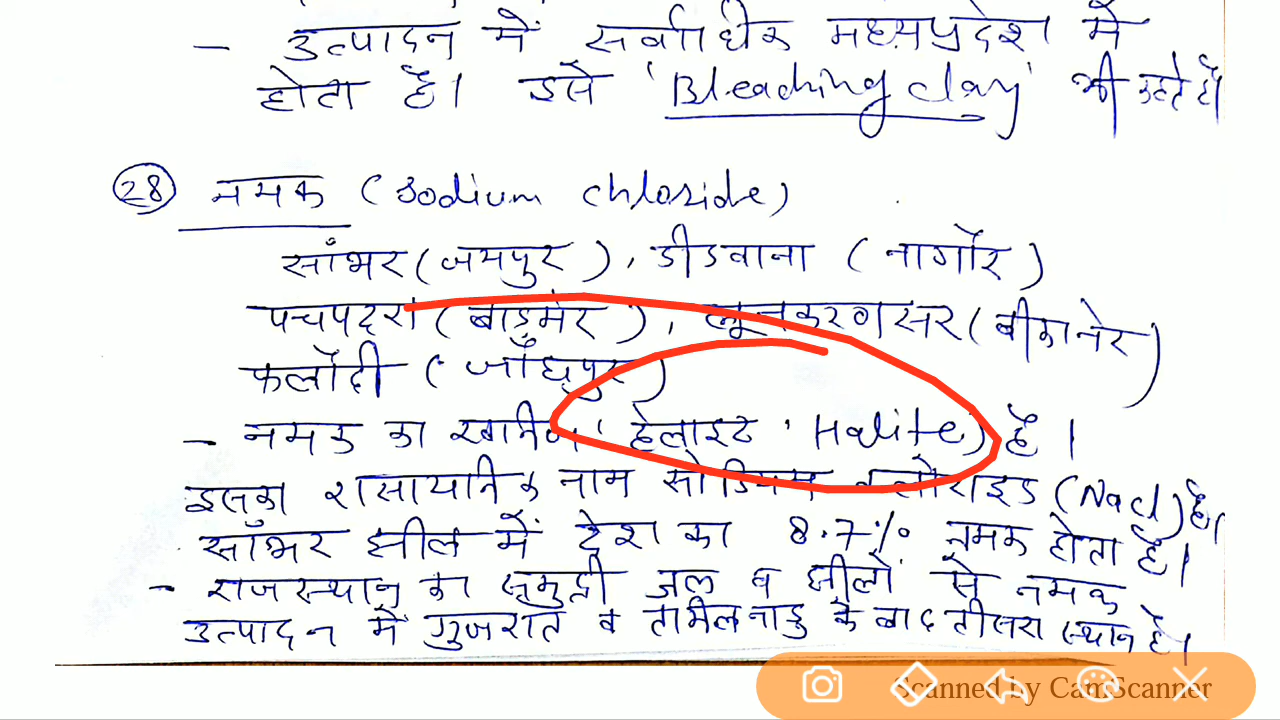 - उत्पादन में सर्वाधिक मध्यप्रदेश में
होता है। इसे 'Bleaching clay' भी कहते हैं।
28 नमक (sodium chloride)
सॉंभर (जयपुर), डीडवाना (नागौर)
पचपदरा (बाड़मेर), लूनकरणसर (बीकानेर)
फलौदी (जौधपुर)
- नमक का खनिज 'हेलाइट' Halite) है।
इसका रासायनिक नाम सोडियम क्लोराइड (Nacl) है,
सॉंभर झील में देश का 8.7% नमक होता है।
- राजस्थान का समुद्री जल व झीलों से नमक
उत्पादन में गुजरात व तामिलनाडु के बाद तीसरा स्थान है।
Scanned by CamScanner